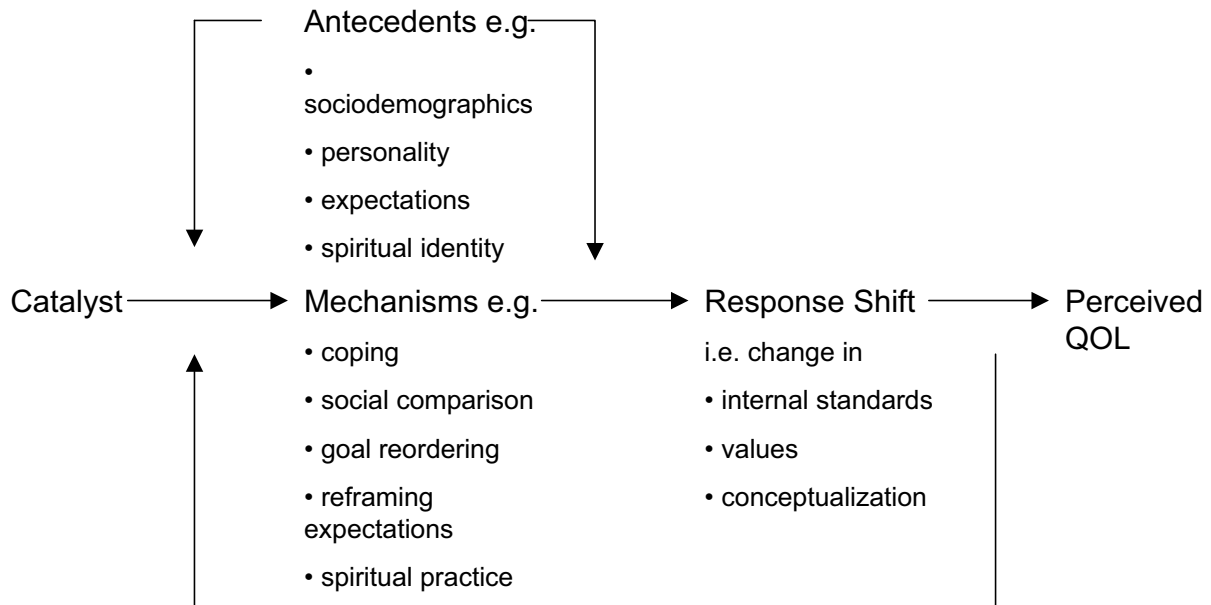 Antecedents e.g.
•
sociodemographics
• personality
• expectations
• spiritual identity
Catalyst
Mechanisms e.g.
• coping
• social comparison
• goal reordering
• reframing
expectations
• spiritual practice
Response Shift
i.e. change in
• internal standards
• values
• conceptualization
Perceived
QOL